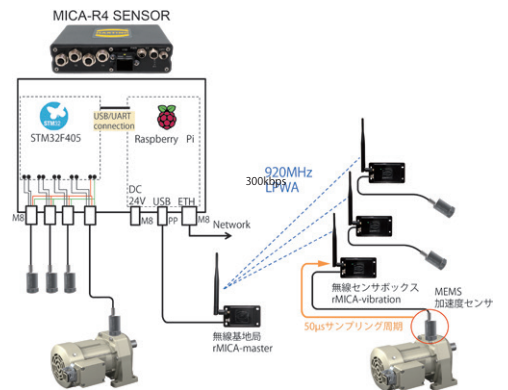 MICA-R4 SENSOR
STM32
STM32F405
USB/UART
connection
Raspberry Pi
DC
24V
USB
ETH
M8
M8
PP
M8
Network
920MHz
300kbps
LPWA
無線基地局
rMICA-master
無線センサボックス
rMICA-vibration
50μsサンプリング周期
MEMS
加速度センサ